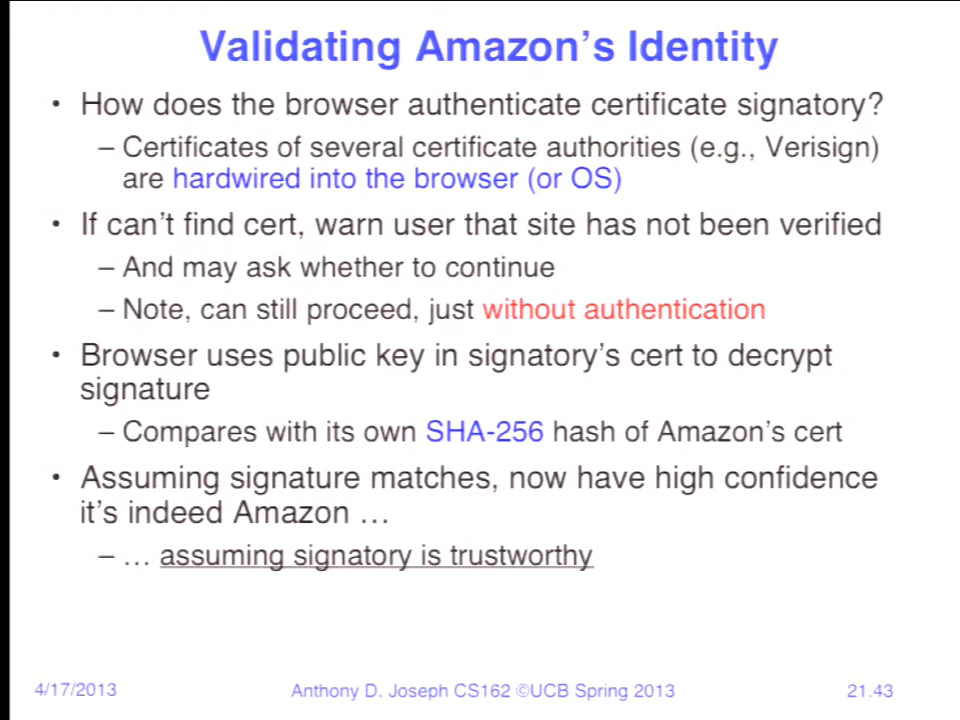 Validating Amazon's Identity
• How does the browser authenticate certificate signatory?
– Certificates of several certificate authorities (e.g., Verisign)
are hardwired into the browser (or OS)
• If can't find cert, warn user that site has not been verified
– And may ask whether to continue
– Note, can still proceed, just without authentication
• Browser uses public key in signatory's cert to decrypt
signature
– Compares with its own SHA-256 hash of Amazon's cert
• Assuming signature matches, now have high confidence
it's indeed Amazon …
– … assuming signatory is trustworthy
4/17/2013 Anthony D. Joseph CS162 ©UCB Spring 2013 21.43